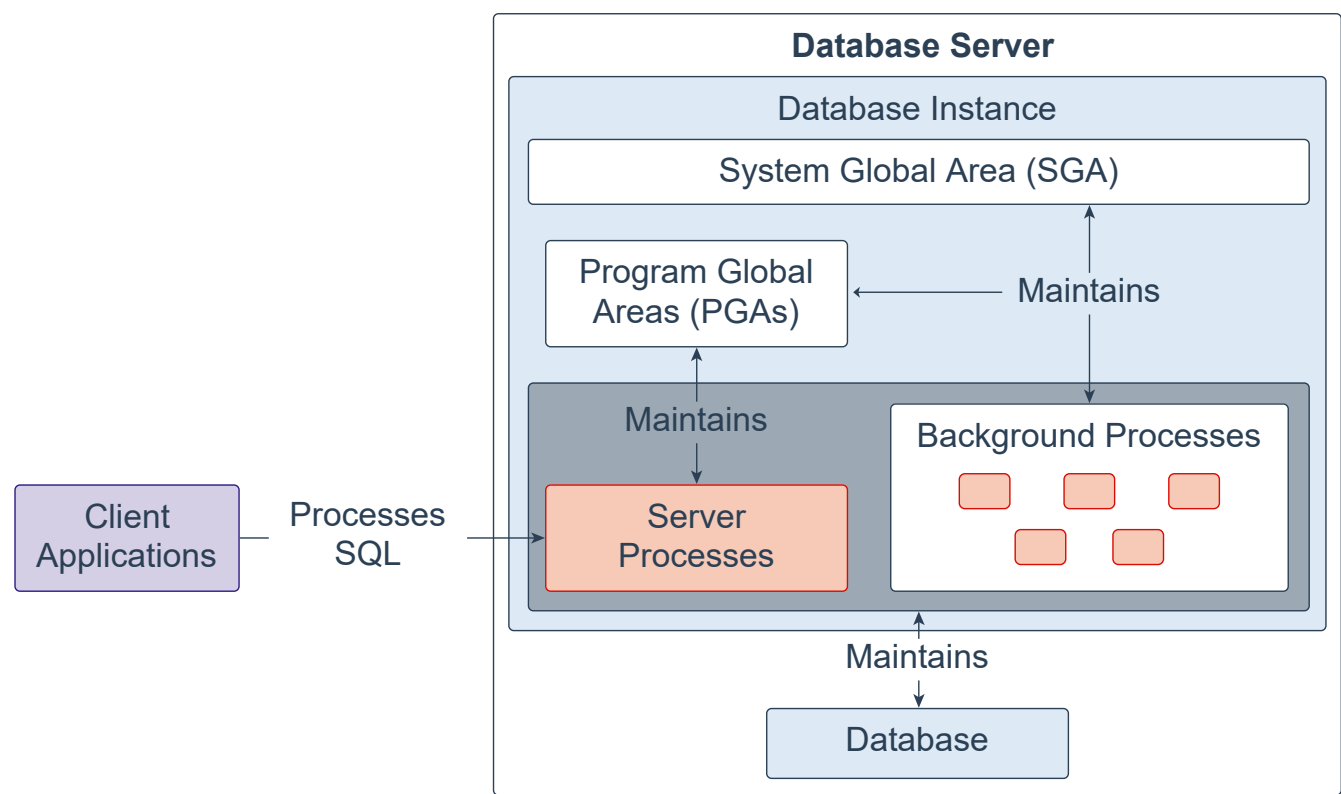 Database Server
Database Instance
System Global Area (SGA)
Program Global
Areas (PGAs)
Maintains
Maintains
Background Processes
Client
Applications
Processes
SQL
Server
Processes
Maintains
Database